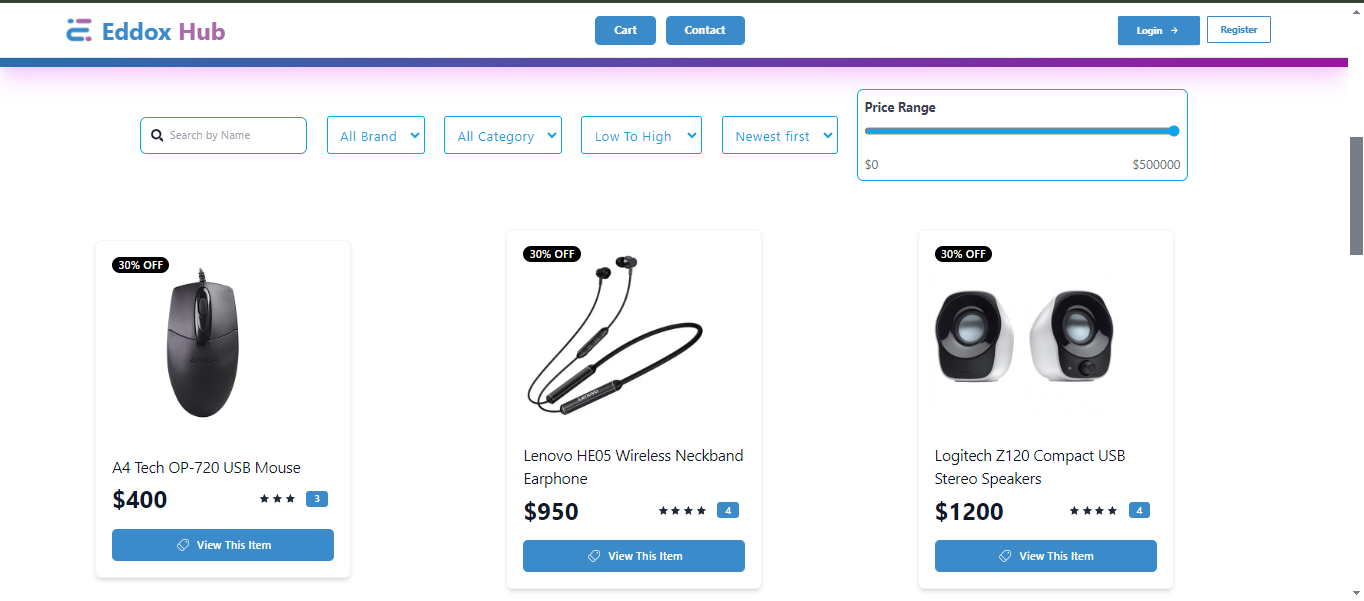 Eddox Hub
Cart
Contact
Login
Register
Search by Name
All Brand
All Category
Low To High
Newest first
Price Range
$0
$500000
30% OFF
A4 Tech OP-720 USB Mouse
$400
3
View This Item
30% OFF
Lenovo
Lenovo HE05 Wireless Neckband
Earphone
$950
4
View This Item
30% OFF
Logitech Z120 Compact USB
Stereo Speakers
$1200
4
View This Item